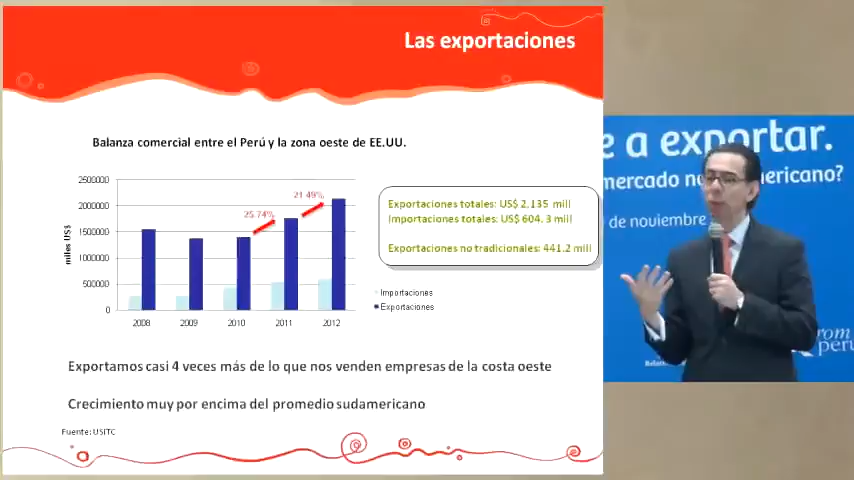 Las exportaciones
Balanza comercial entre el Perú y la zona oeste de EE.UU.
2500000
2000000
1500000
1000000
500000
0
miles US$
25.74%
21.49%
2008
2009
2010
2011
2012
Importaciones
Exportaciones
Exportaciones totales: US$ 2,135 mill
Importaciones totales: US$ 604.3 mill
Exportaciones no tradicionales: 441.2 mill
Exportamos casi 4 veces más de lo que nos venden empresas de la costa oeste
Crecimiento muy por encima del promedio sudamericano
Fuente: USITC
e a exportar.
mercado no americano?
de noviembre
rom
perú